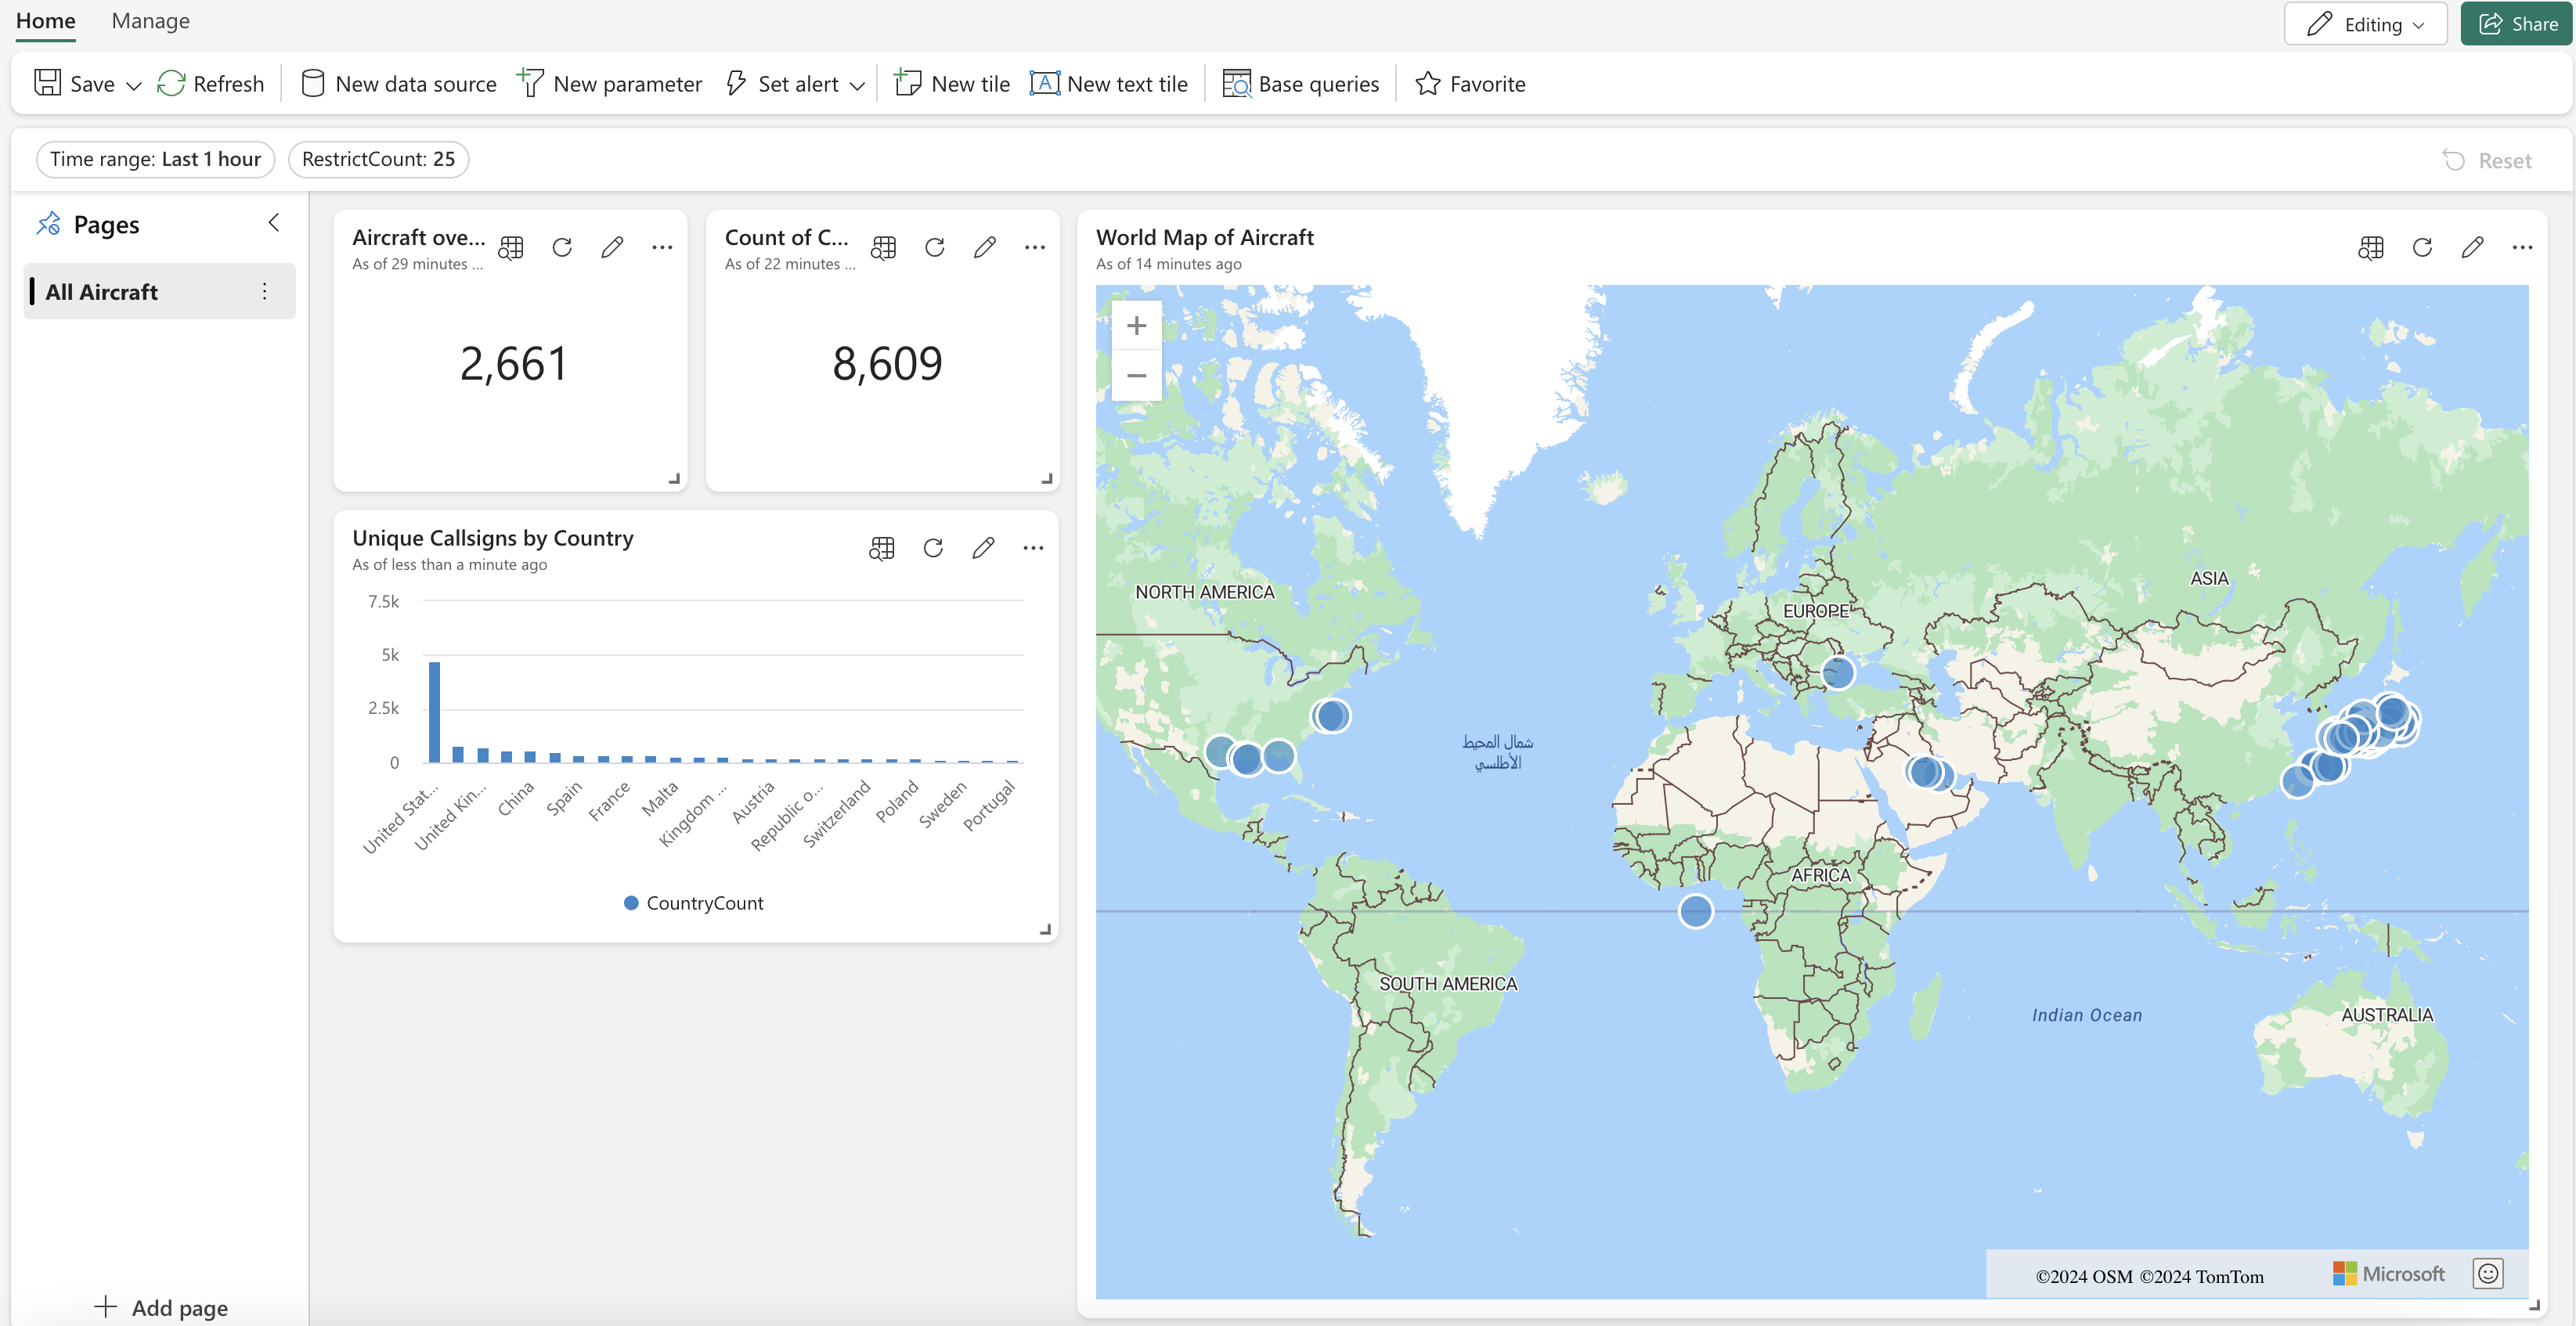 Home
Manage
Editing
Share
Save
Refresh
New data source
New parameter
Set alert
New tile
New text tile
Base queries
Favorite
Time range: Last 1 hour
RestrictCount: 25
Reset
Pages
All Aircraft
Add page
Aircraft ove...
As of 29 minutes ...
2,661
Count of C...
As of 22 minutes ...
8,609
Unique Callsigns by Country
As of less than a minute ago
7.5k
5k
2.5k
0
United Stat...
United Kin...
China
Spain
France
Malta
Kingdom ...
Austria
Republic o...
Switzerland
Poland
Sweden
Portugal
CountryCount
World Map of Aircraft
As of 14 minutes ago
+
−
ASIA
NORTH AMERICA
EUROPE
شمال المحيط
الأطلسي
AFRICA
SOUTH AMERICA
Indian Ocean
AUSTRALIA
©2024 OSM ©2024 TomTom
Microsoft